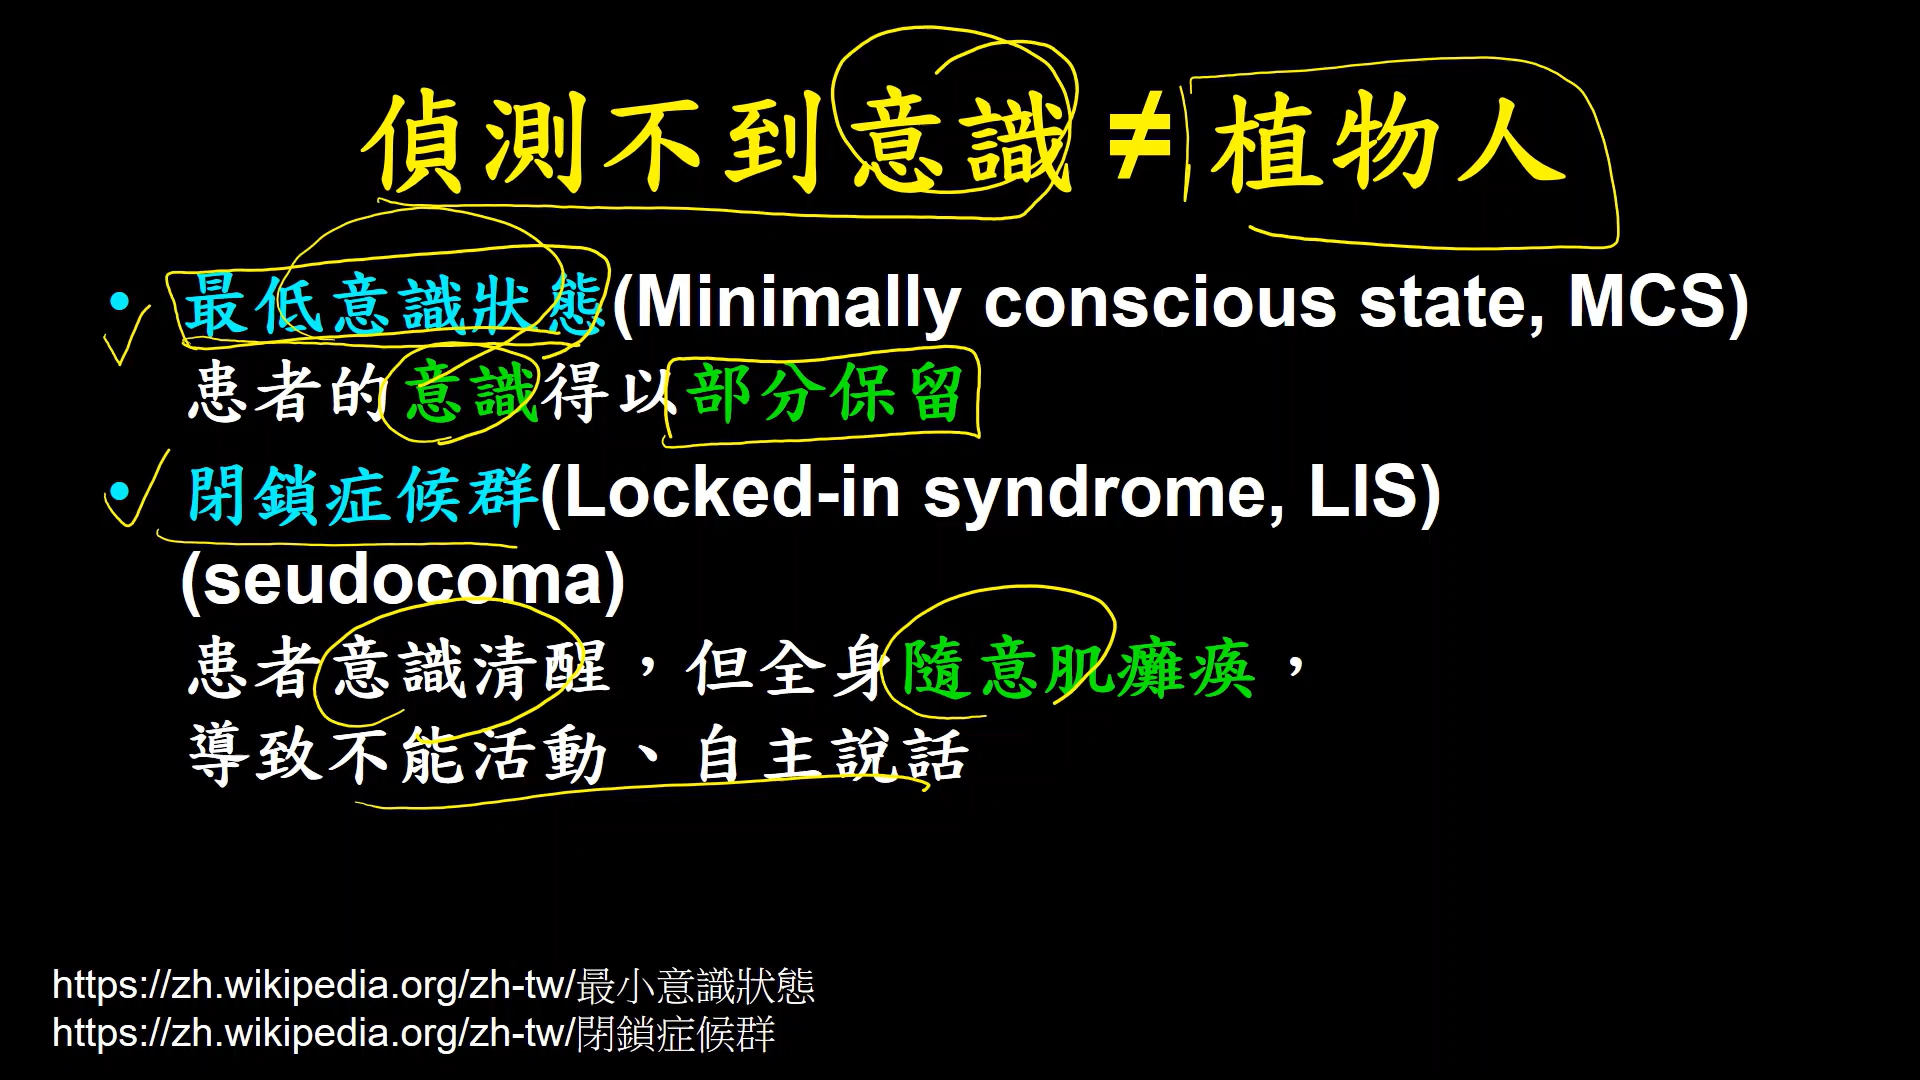 偵測不到意識 ≠ 植物人
• 最低意識狀態(Minimally conscious state, MCS)
患者的意識得以部分保留
• 閉鎖症候群(Locked-in syndrome, LIS)
(seudocoma)
患者意識清醒，但全身隨意肌癱瘓，
導致不能活動、自主說話
https://zh.wikipedia.org/zh-tw/最小意識狀態
https://zh.wikipedia.org/zh-tw/閉鎖症候群